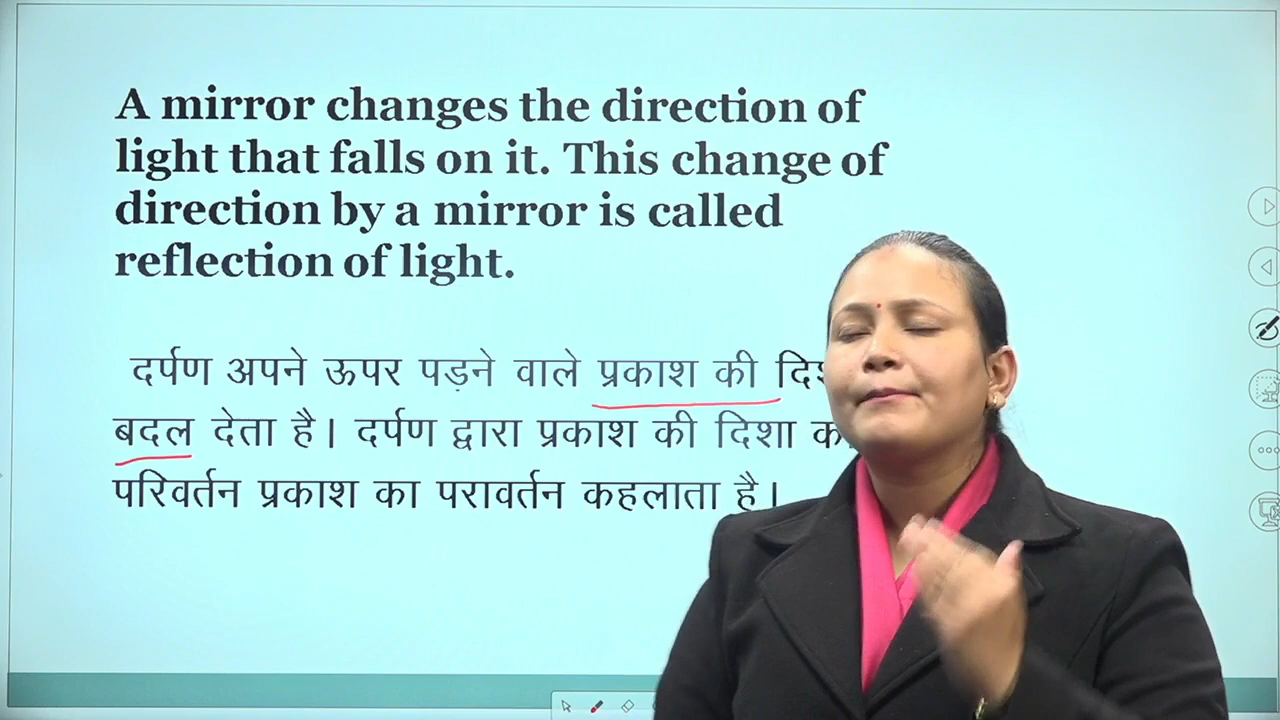 A mirror changes the direction of
light that falls on it. This change of
direction by a mirror is called
reflection of light.
दर्पण अपने ऊपर पड़ने वाले प्रकाश की
बदल देता है। दर्पण द्वारा प्रकाश की दिशा
परिवर्तन प्रकाश का परावर्तन कहलाता है।